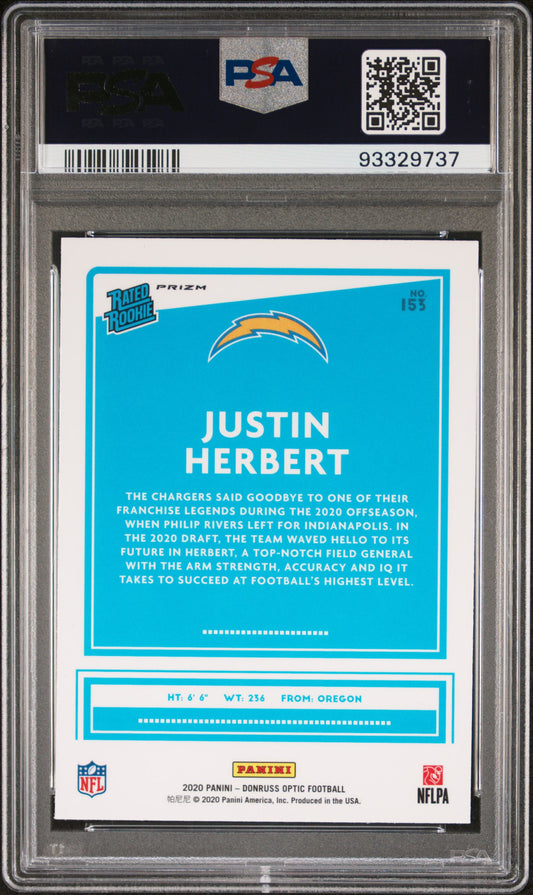 PSA
PSA
93329737
RATED
ROOKIE
PRIZM
NO.
153
JUSTIN
HERBERT
THE CHARGERS SAID GOODBYE TO ONE OF THEIR
FRANCHISE LEGENDS DURING THE 2020 OFFSEASON,
WHEN PHILIP RIVERS LEFT FOR INDIANAPOLIS. IN
THE 2020 DRAFT, THE TEAM WAVED HELLO TO ITS
FUTURE IN HERBERT, A TOP-NOTCH FIELD GENERAL
WITH THE ARM STRENGTH, ACCURACY AND IQ IT
TAKES TO SUCCEED AT FOOTBALL'S HIGHEST LEVEL.
HT: 6' 6" WT: 236 FROM: OREGON
NFL
PANINI
NFLPA
2020 PANINI – DONRUSS OPTIC FOOTBALL
帕尼尼 © 2020 Panini America, Inc. Produced in the USA.
PSA